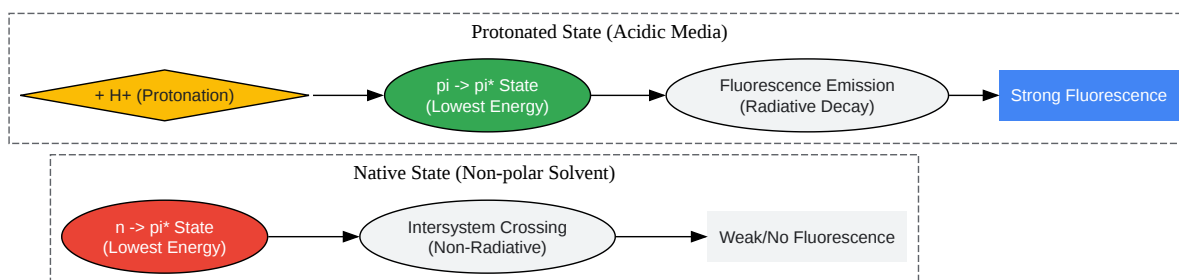 Protonated State (Acidic Media)
+ H+ (Protonation)
pi -> pi* State
(Lowest Energy)
Fluorescence Emission
(Radiative Decay)
Strong Fluorescence
Native State (Non-polar Solvent)
n -> pi* State
(Lowest Energy)
Intersystem Crossing
(Non-Radiative)
Weak/No Fluorescence